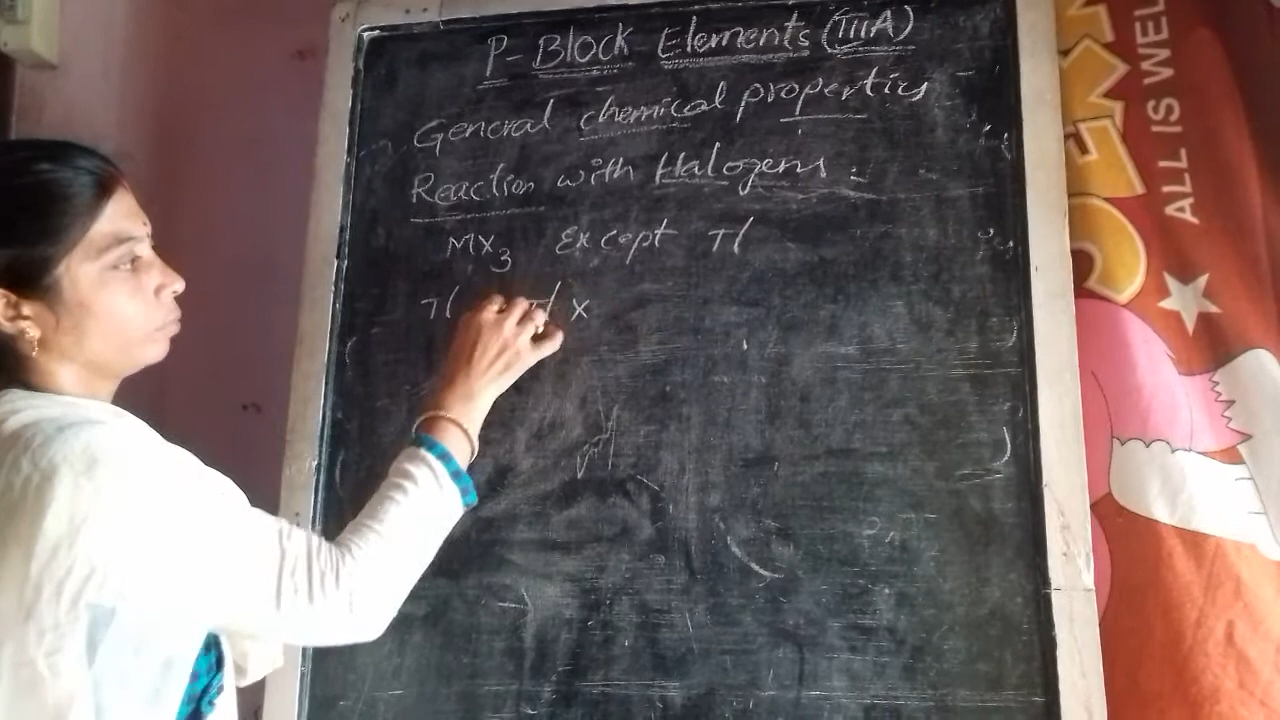 P-Block Elements (IIIA)
General chemical properties
Reaction with Halogens :
MX3 Except Tl
Tl Tl X
ALL IS WEL